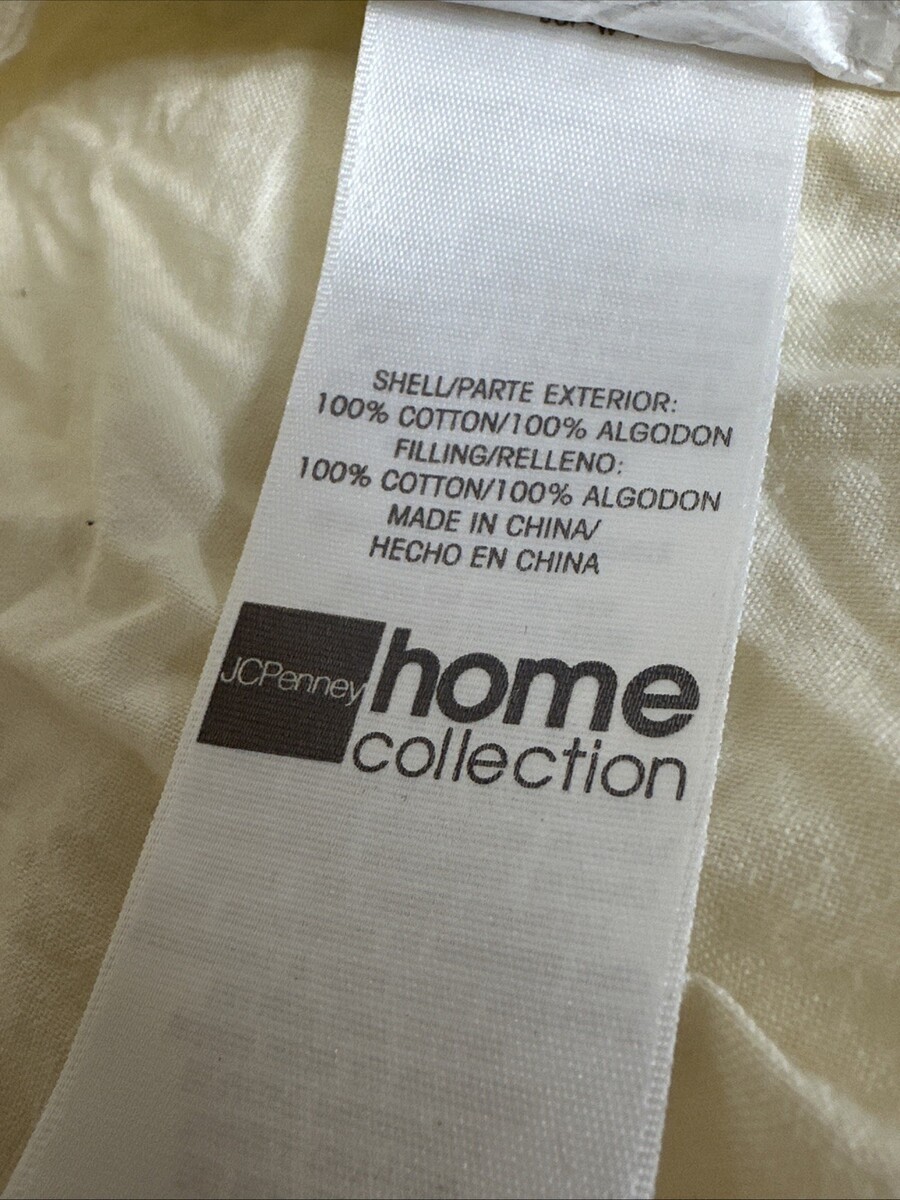 SHELL/PARTE EXTERIOR:
100% COTTON/100% ALGODON
FILLING/RELLENO:
100% COTTON/100% ALGODON
MADE IN CHINA/
HECHO EN CHINA
JCPenney
home
collection